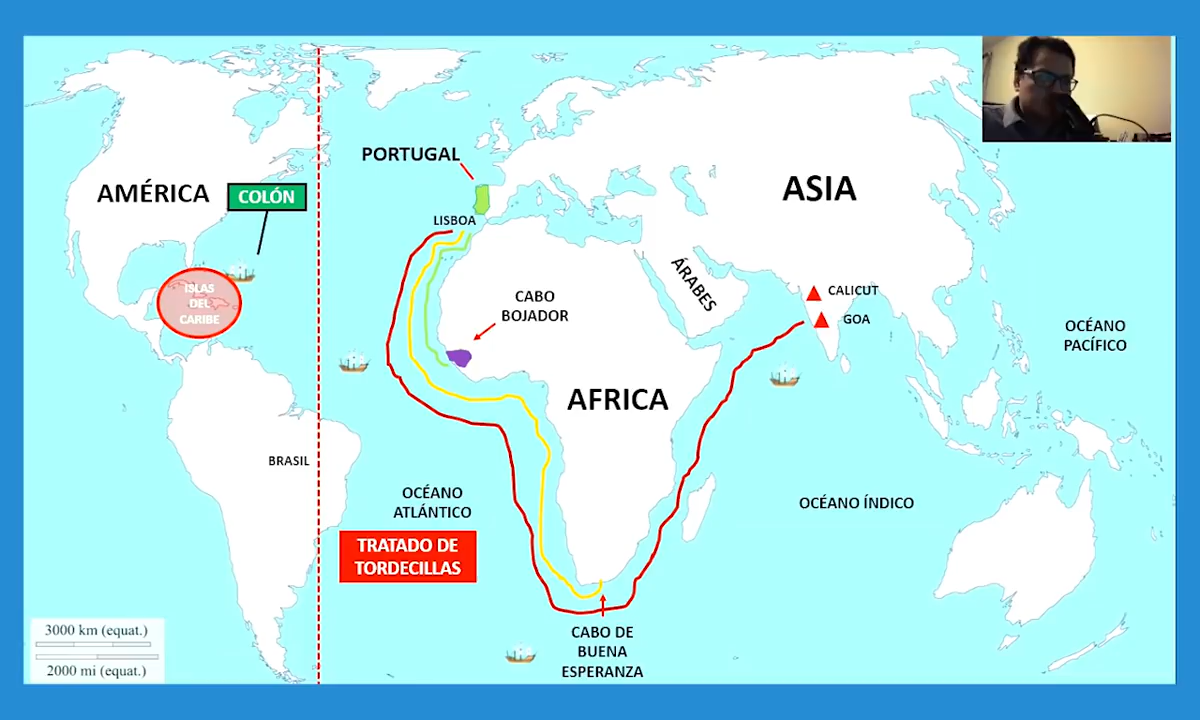 PORTUGAL
ASIA
AMÉRICA
COLÓN
LISBOA
ÁRABES
ISLAS
DEL
CARIBE
CABO
BOJADOR
CALICUT
GOA
OCÉANO
PACÍFICO
AFRICA
BRASIL
OCÉANO
ATLÁNTICO
OCÉANO ÍNDICO
TRATADO DE
TORDECILLAS
3000 km (equat.)
2000 mi (equat.)
CABO DE
BUENA
ESPERANZA